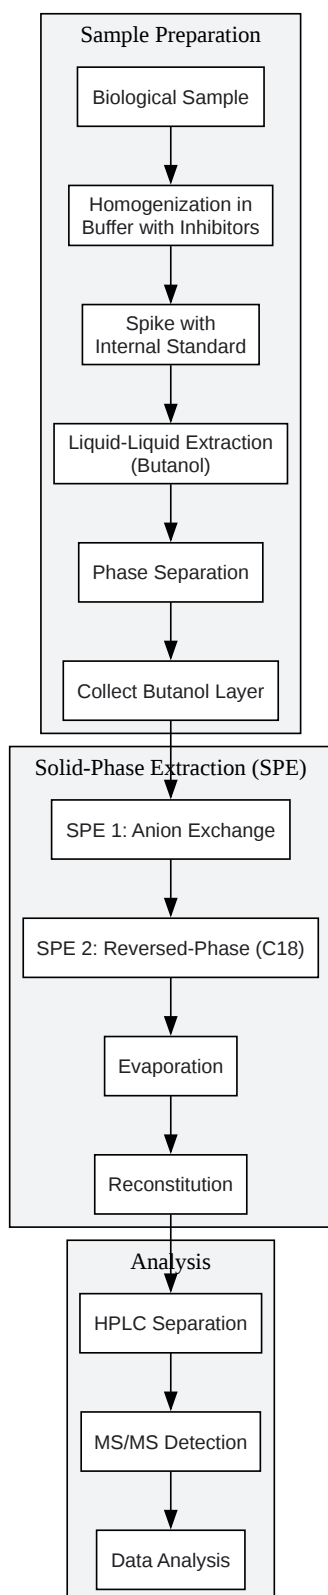 Sample Preparation
Biological Sample
Homogenization in
Buffer with Inhibitors
Spike with
Internal Standard
Liquid-Liquid Extraction
(Butanol)
Phase Separation
Collect Butanol Layer
Solid-Phase Extraction (SPE)
SPE 1: Anion Exchange
SPE 2: Reversed-Phase (C18)
Evaporation
Reconstitution
Analysis
HPLC Separation
MS/MS Detection
Data Analysis